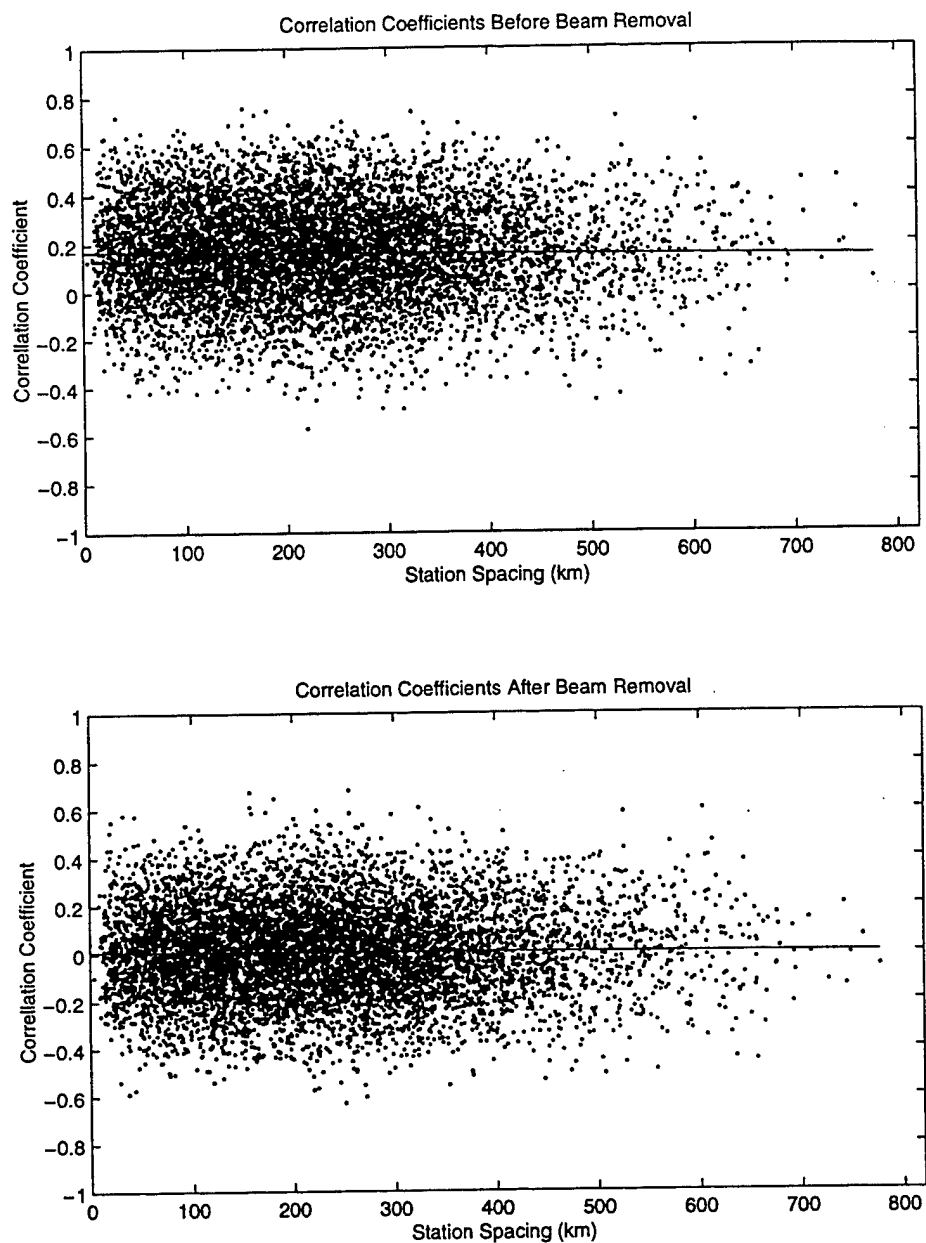 Correlation Coefficients Before Beam Removal
1
0.8
0.6
0.4
0.2
0
−0.2
−0.4
−0.6
−0.8
−1
Correllation Coefficient
0 100 200 300 400 500 600 700 800
Station Spacing (km)
Correlation Coefficients After Beam Removal
1
0.8
0.6
0.4
0.2
0
−0.2
−0.4
−0.6
−0.8
−1
Correllation Coefficient
0 100 200 300 400 500 600 700 800
Station Spacing (km)